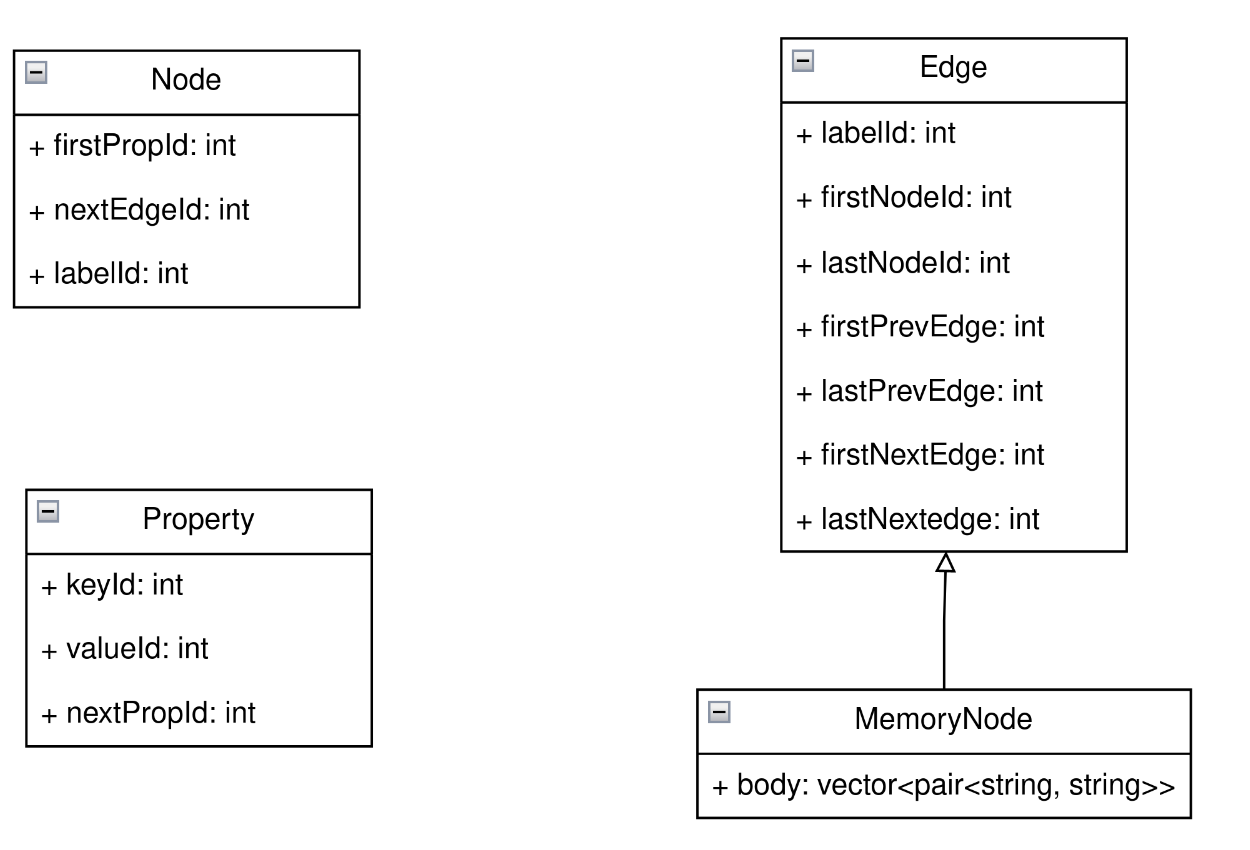 Node
+ firstPropId: int
+ nextEdgeId: int
+ labelId: int
Edge
+ labelId: int
+ firstNodeId: int
+ lastNodeId: int
+ firstPrevEdge: int
+ lastPrevEdge: int
+ firstNextEdge: int
+ lastNextedge: int
Property
+ keyId: int
+ valueId: int
+ nextPropId: int
MemoryNode
+ body: vector<pair<string, string>>